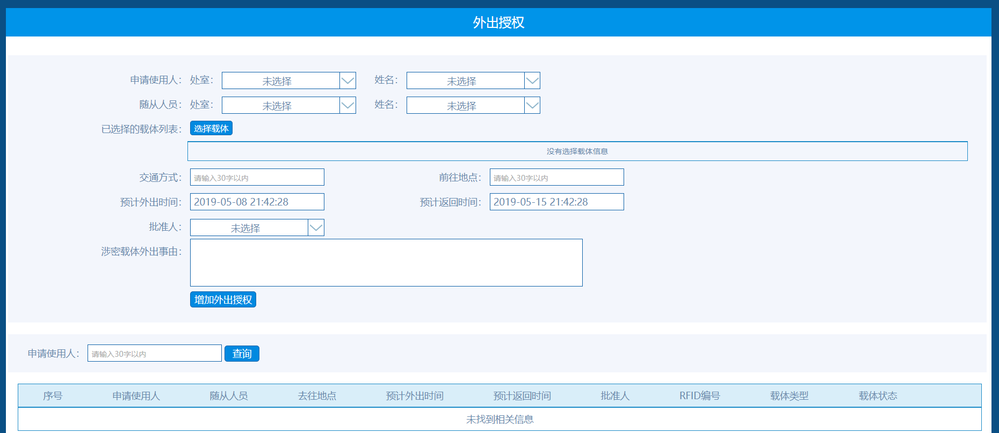 外出授权
申请使用人： 处室： 未选择 姓名： 未选择
随从人员： 处室： 未选择 姓名： 未选择
已选择的载体列表： 选择载体
没有选择载体信息
交通方式： 请输入30字以内 前往地点： 请输入30字以内
预计外出时间： 2019-05-08 21:42:28 预计返回时间： 2019-05-15 21:42:28
批准人： 未选择
涉密载体外出事由：
增加外出授权
申请使用人： 请输入30字以内 查询
序号 申请使用人 随从人员 去往地点 预计外出时间 预计返回时间 批准人 RFID编号 载体类型 载体状态
未找到相关信息